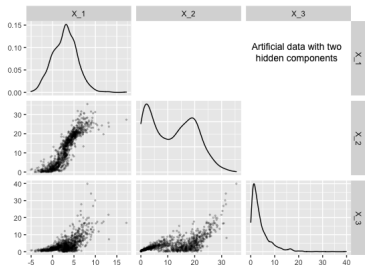 X_1 X_2 X_3
0.15
0.10
0.05
0.00
Artificial data with two
hidden components
X_1
30
20
10
0
X_2
40
30
20
10
0
X_3
-5 0 5 10 15 0 10 20 30 0 10 20 30 40